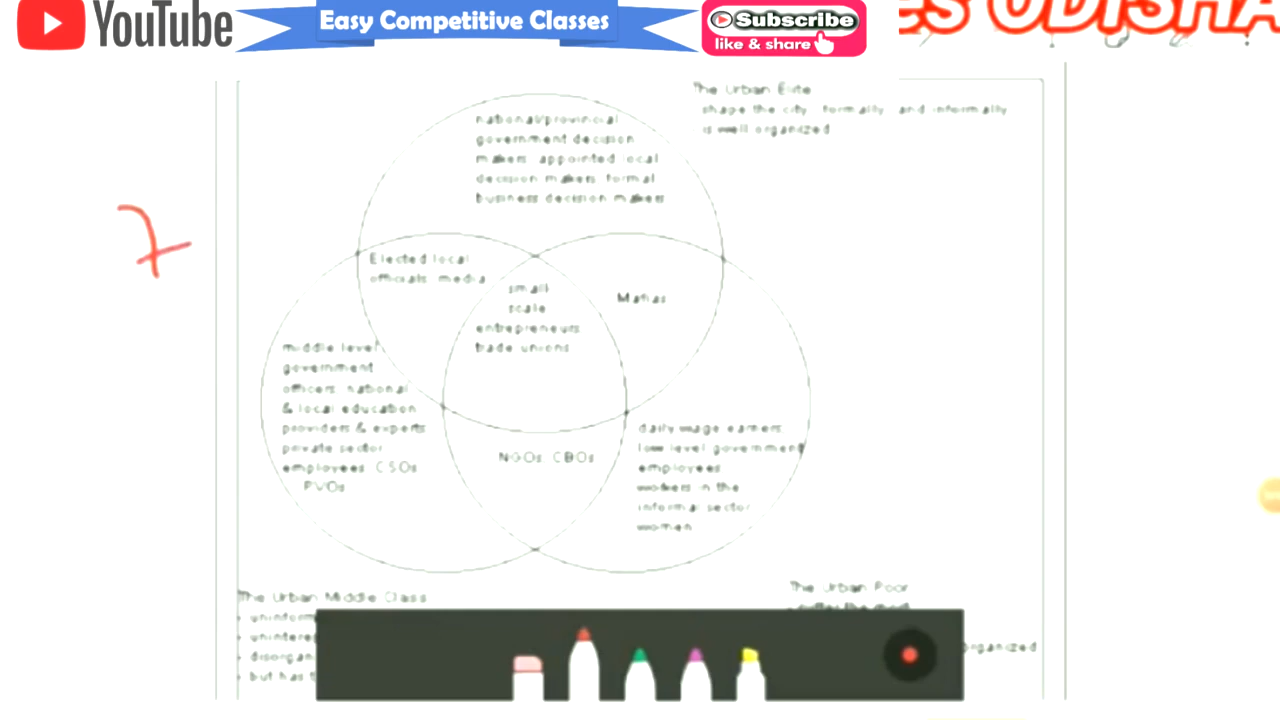 YouTube
Easy Competitive Classes
Subscribe
like & share
ODISHA
The Urban Elite
shape the city formally and informally
is well organized
national/provincial
government decision
makers appointed local
decision makers formal
business decision makers
Elected local
officials media
small
scale
entrepreneurs
trade unions
Mafias
middle level
government
officers national
& local education
providers & experts
private sector
employees CSOs
PVOs
NGOs CBOs
daily wage earners
low level government
employees
workers in the
informal sector
women
The Urban Middle Class
The Urban Poor
but has